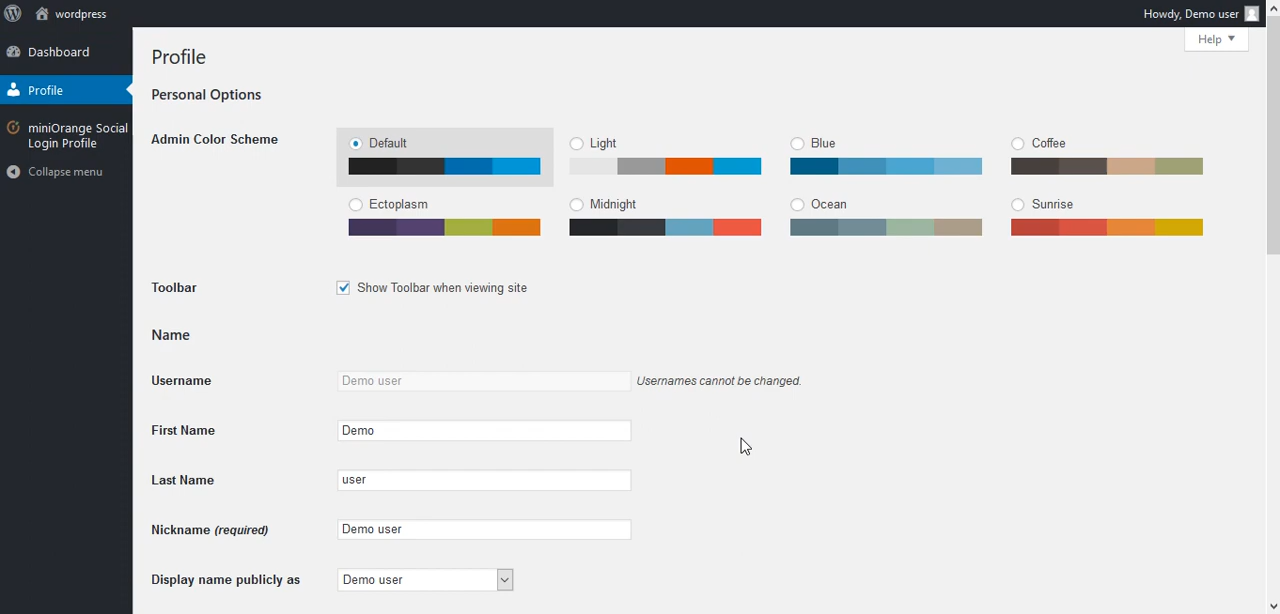 wordpress
Howdy, Demo user
Help
Dashboard
Profile
miniOrange Social
Login Profile
Collapse menu
Profile
Personal Options
Admin Color Scheme
Default
Light
Blue
Coffee
Ectoplasm
Midnight
Ocean
Sunrise
Toolbar
Show Toolbar when viewing site
Name
Username
Demo user
Usernames cannot be changed.
First Name
Demo
Last Name
user
Nickname (required)
Demo user
Display name publicly as
Demo user